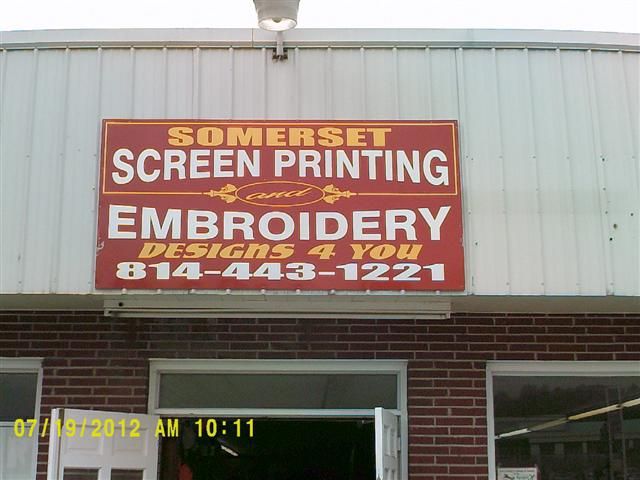 SOMERSET
SCREEN PRINTING
and
EMBROIDERY
DESIGNS 4 YOU
814-443-1221
07/19/2012 AM 10:11